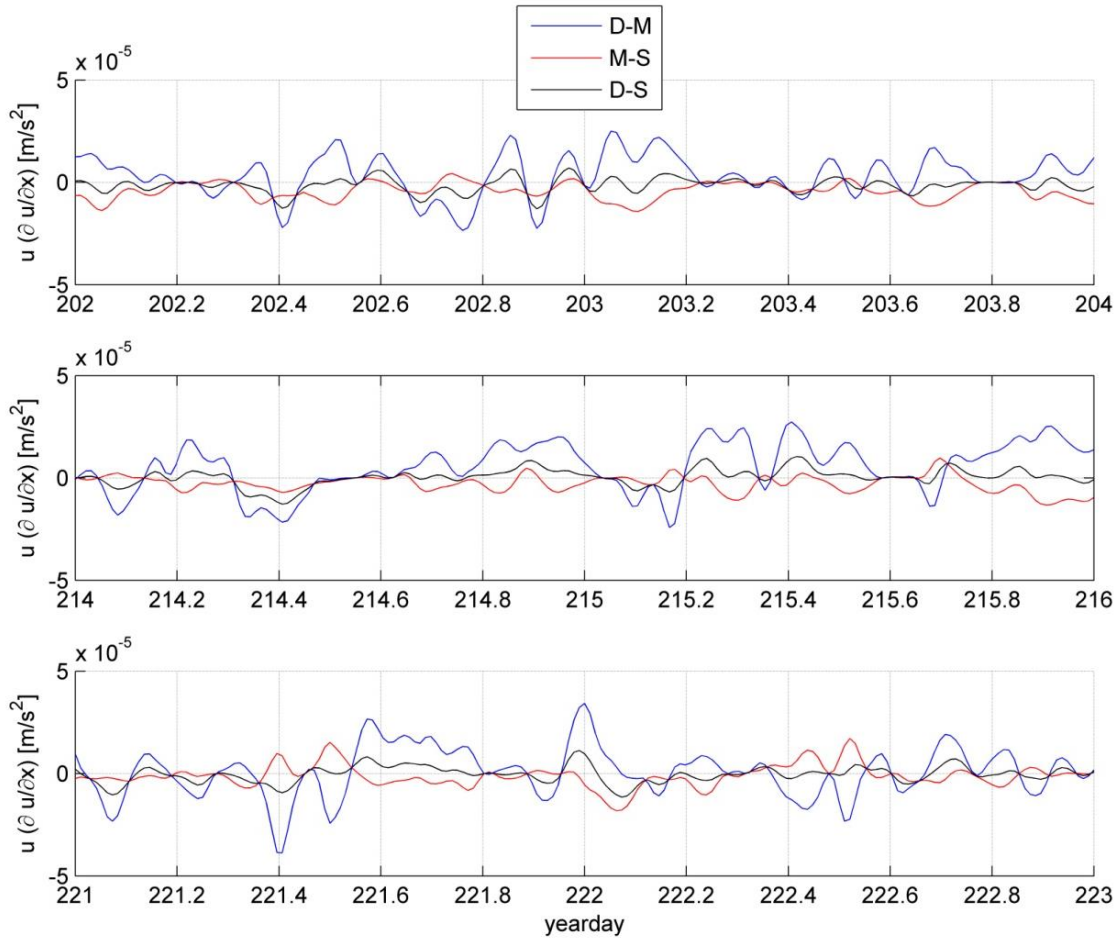 D-M
M-S
D-S
x 10^-5
u (∂ u/∂x) [m/s^2]
5
0
-5
202 202.2 202.4 202.6 202.8 203 203.2 203.4 203.6 203.8 204
x 10^-5
u (∂ u/∂x) [m/s^2]
5
0
-5
214 214.2 214.4 214.6 214.8 215 215.2 215.4 215.6 215.8 216
x 10^-5
u (∂ u/∂x) [m/s^2]
5
0
-5
221 221.2 221.4 221.6 221.8 222 222.2 222.4 222.6 222.8 223
yearday